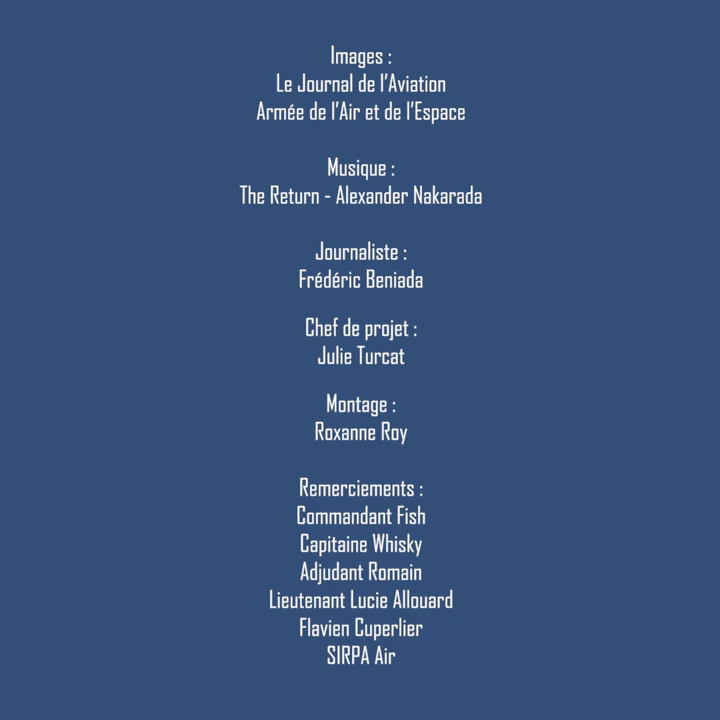 Images :
Le Journal de l'Aviation
Armée de l'Air et de l'Espace
Musique :
The Return - Alexander Nakarada
Journaliste :
Frédéric Beniada
Chef de projet :
Julie Turcat
Montage :
Roxanne Roy
Remerciements :
Commandant Fish
Capitaine Whisky
Adjudant Romain
Lieutenant Lucie Allouard
Flavien Cuperlier
SIRPA Air